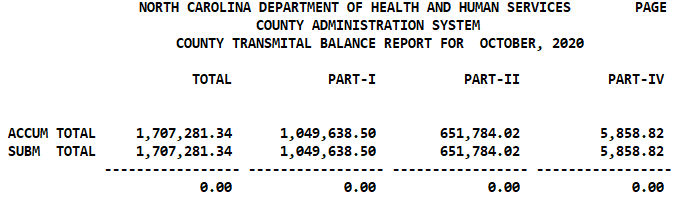 NORTH CAROLINA DEPARTMENT OF HEALTH AND HUMAN SERVICES PAGE
COUNTY ADMINISTRATION SYSTEM
COUNTY TRANSMITAL BALANCE REPORT FOR OCTOBER, 2020
TOTAL PART-I PART-II PART-IV
ACCUM TOTAL 1,707,281.34 1,049,638.50 651,784.02 5,858.82
SUBM TOTAL 1,707,281.34 1,049,638.50 651,784.02 5,858.82
----------------- ----------------- ----------------- -----------------
0.00 0.00 0.00 0.00